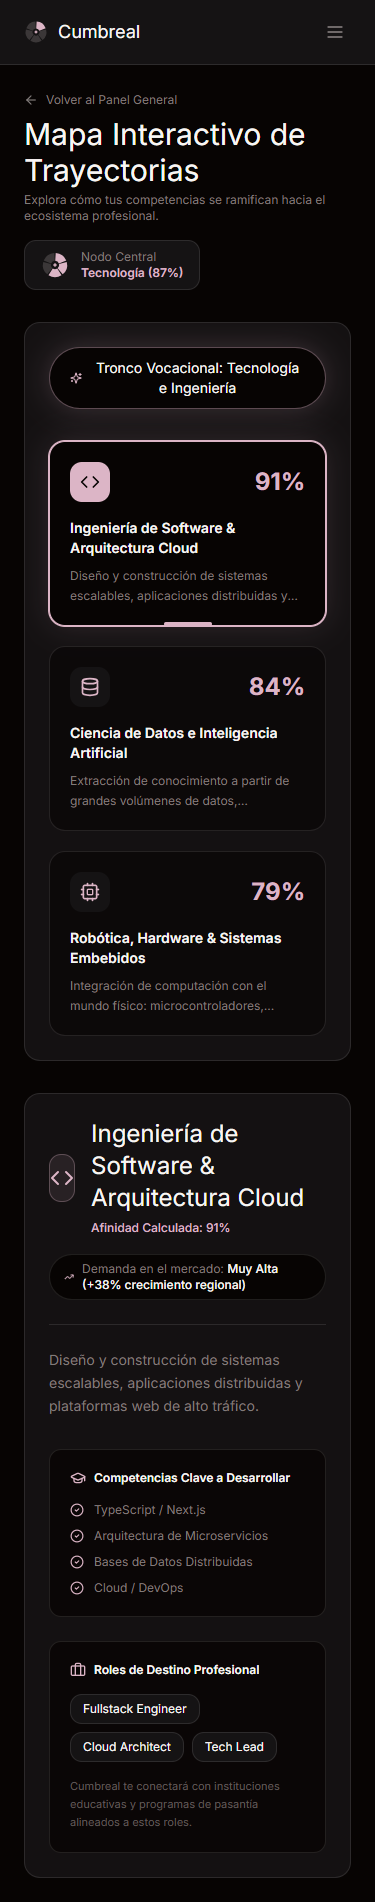 Cumbreal
Volver al Panel General
Mapa Interactivo de
Trayectorias
Explora cómo tus competencias se ramifican hacia el
ecosistema profesional.
Nodo Central
Tecnología (87%)
Tronco Vocacional: Tecnología
e Ingeniería
91%
Ingeniería de Software &
Arquitectura Cloud
Diseño y construcción de sistemas
escalables, aplicaciones distribuidas y...
84%
Ciencia de Datos e Inteligencia
Artificial
Extracción de conocimiento a partir de
grandes volúmenes de datos,...
79%
Robótica, Hardware & Sistemas
Embebidos
Integración de computación con el
mundo físico: microcontroladores,...
Ingeniería de
Software &
Arquitectura Cloud
Afinidad Calculada: 91%
Demanda en el mercado: Muy Alta
(+38% crecimiento regional)
Diseño y construcción de sistemas
escalables, aplicaciones distribuidas y
plataformas web de alto tráfico.
Competencias Clave a Desarrollar
TypeScript / Next.js
Arquitectura de Microservicios
Bases de Datos Distribuidas
Cloud / DevOps
Roles de Destino Profesional
Fullstack Engineer
Cloud Architect
Tech Lead
Cumbreal te conectará con instituciones
educativas y programas de pasantía
alineados a estos roles.